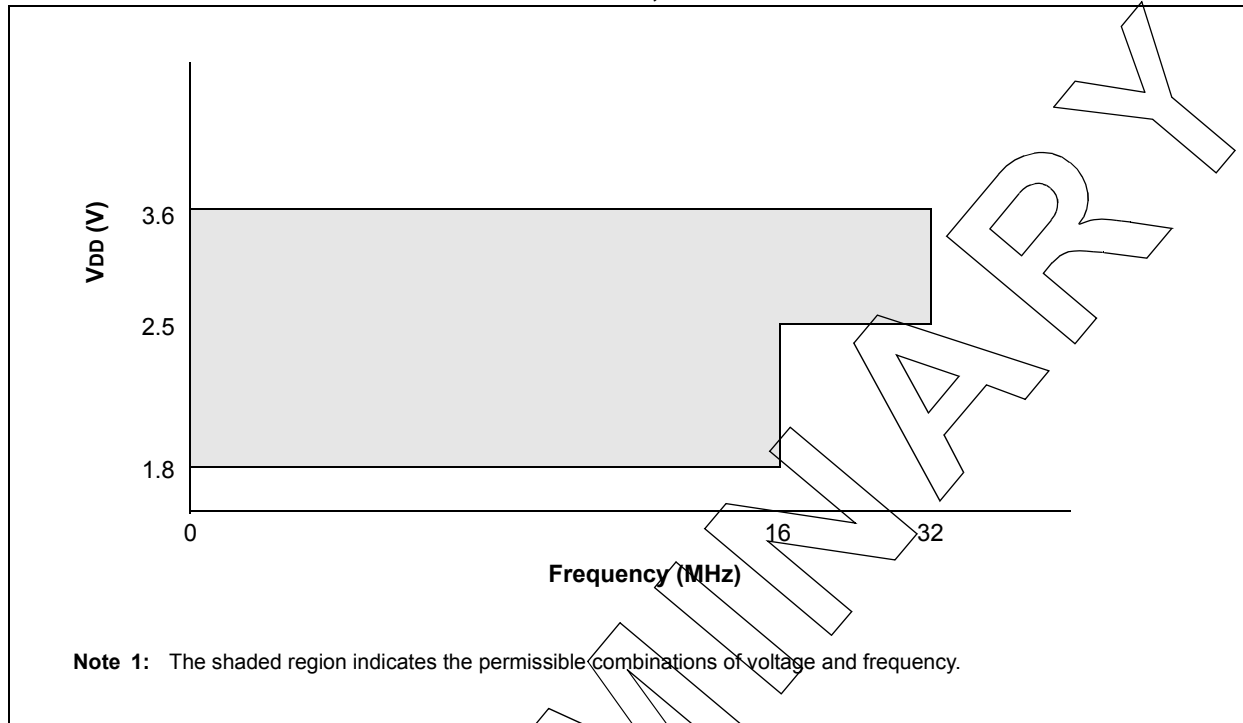 VDD (V)
3.6
2.5
1.8
0 16 32
Frequency (MHz)
Note 1: The shaded region indicates the permissible combinations of voltage and frequency.
MINARY